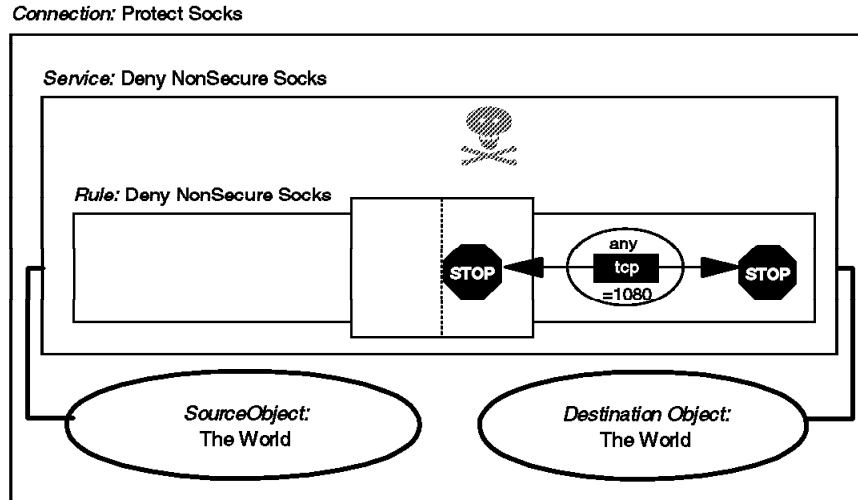 Connection: Protect Socks
Service: Deny NonSecure Socks
Rule: Deny NonSecure Socks
any
STOP
tcp
STOP
=1080
SourceObject:
The World
Destination Object:
The World